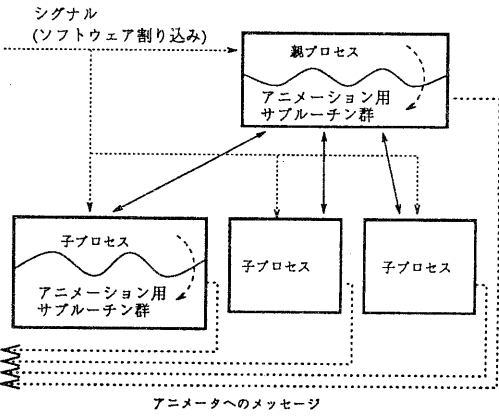 シグナル
(ソフトウェア割り込み)
親プロセス
アニメーション用
サブルーチン群
子プロセス
アニメーション用
サブルーチン群
子プロセス
子プロセス
アニメータへのメッセージ